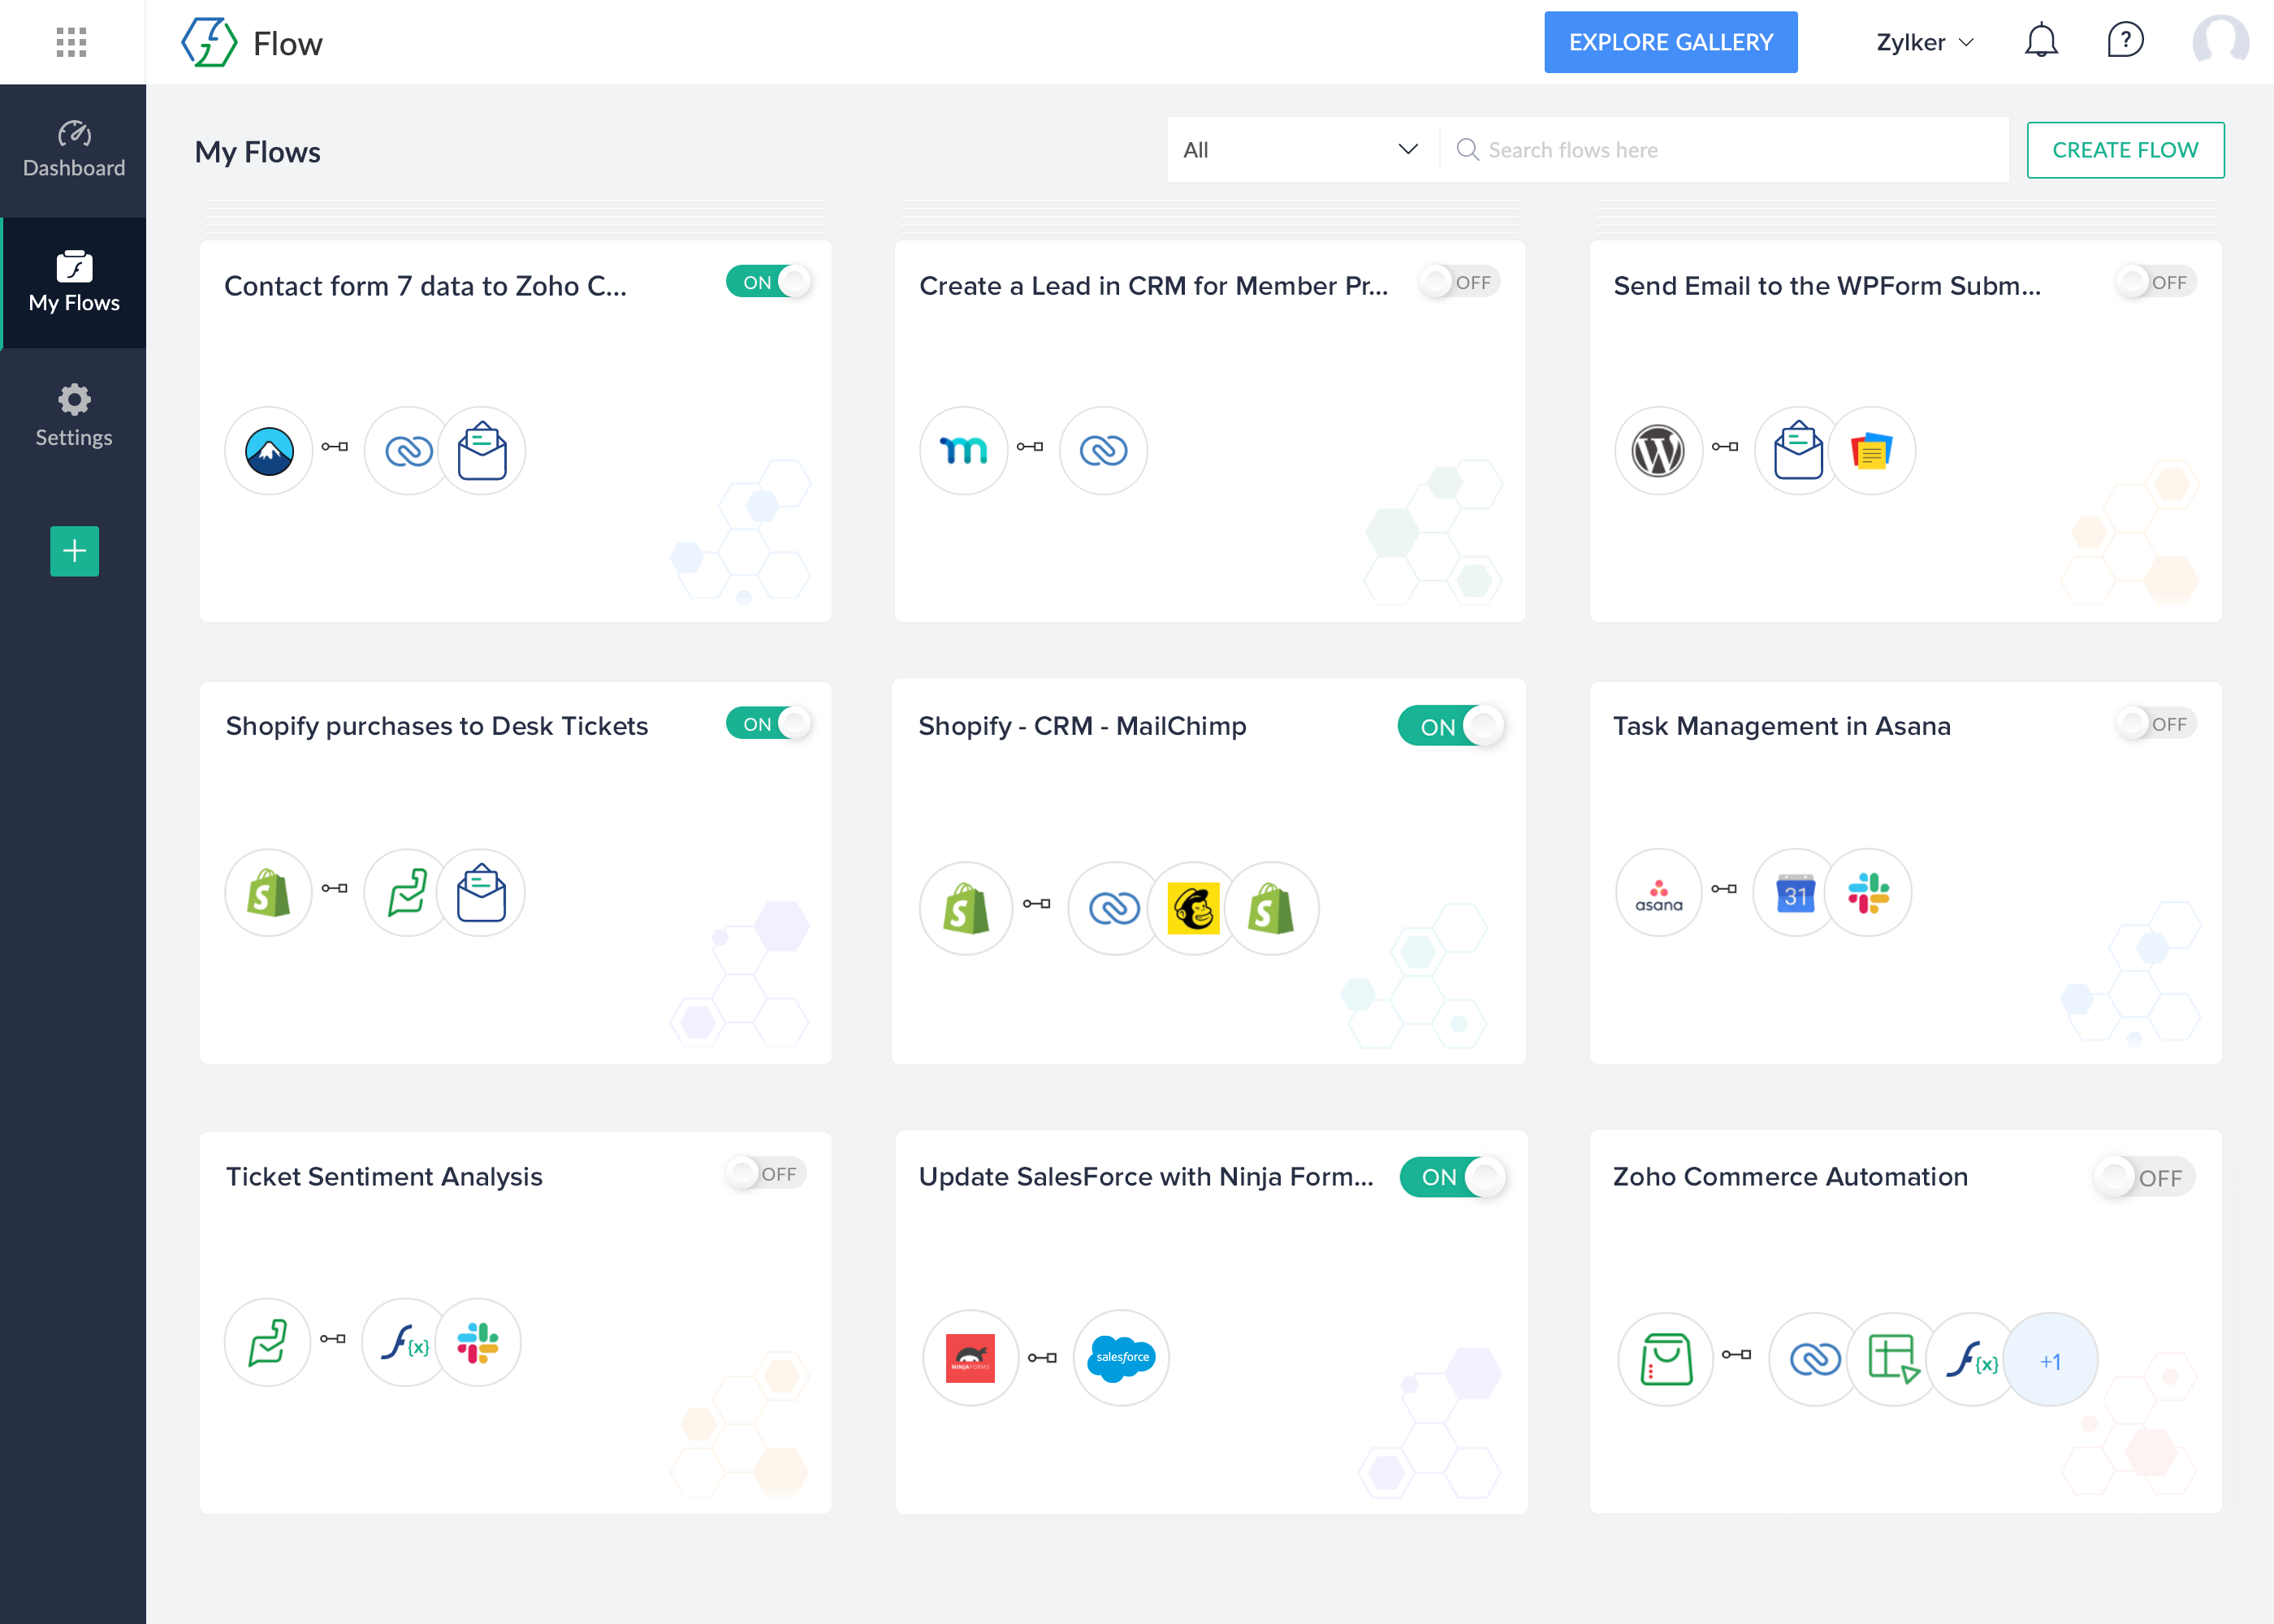 Flow
EXPLORE GALLERY
Zylker
?
Dashboard
My Flows
Settings
+
My Flows
All
Search flows here
CREATE FLOW
Contact form 7 data to Zoho C...
ON
Create a Lead in CRM for Member Pr...
OFF
Send Email to the WPForm Subm...
OFF
Shopify purchases to Desk Tickets
ON
S
Shopify - CRM - MailChimp
ON
S
S
Task Management in Asana
OFF
asana
31
Ticket Sentiment Analysis
OFF
f{x}
Update SalesForce with Ninja Form...
ON
NINJAFORMS
salesforce
Zoho Commerce Automation
OFF
f{x}
+1